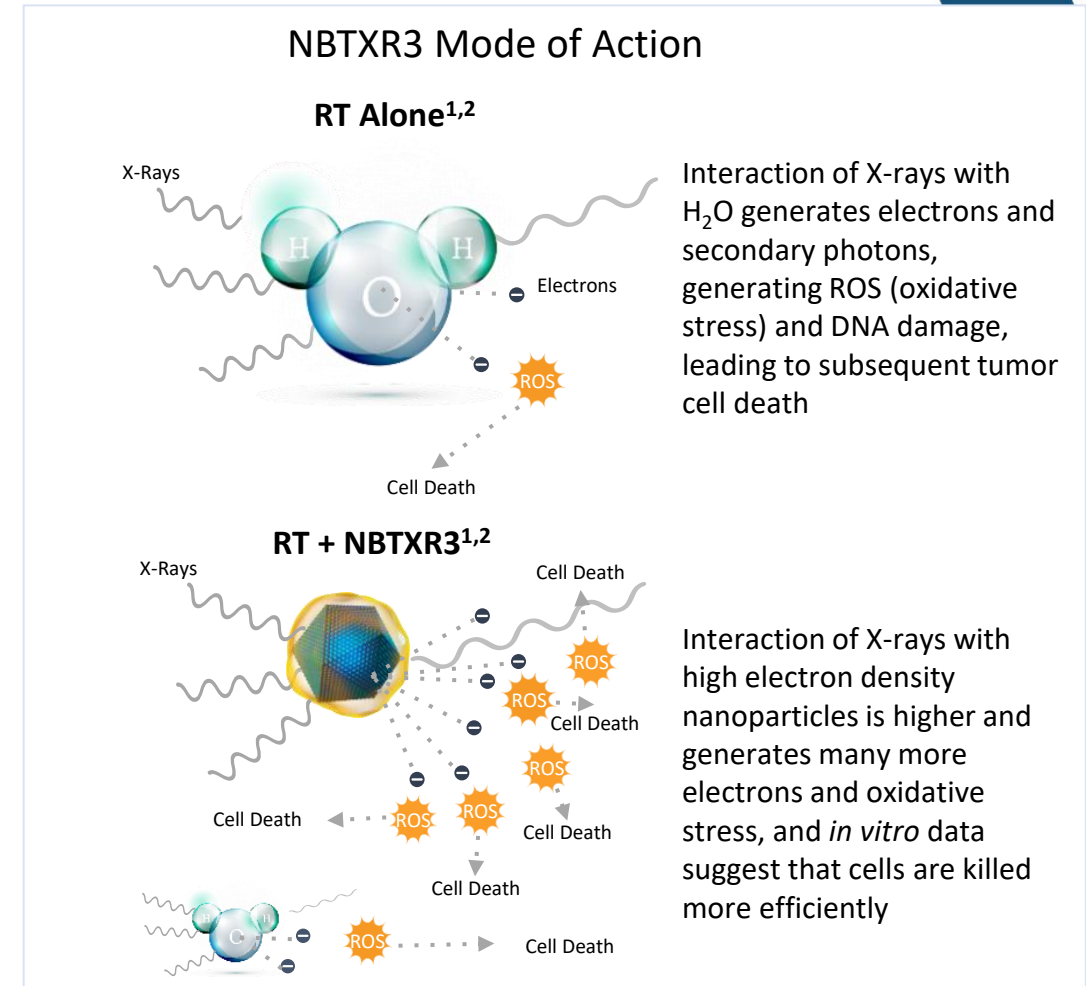 NBTXR3 Mode of Action
RT Alone1,2
X-Rays
H
H
O
Electrons
ROS
Cell Death
Interaction of X-rays with
H2O generates electrons and
secondary photons,
generating ROS (oxidative
stress) and DNA damage,
leading to subsequent tumor
cell death
RT + NBTXR31,2
X-Rays
Cell Death
ROS
ROS
Cell Death
ROS
Cell Death
ROS
ROS
Cell Death
Cell Death
H
H
O
ROS
Cell Death
Interaction of X-rays with
high electron density
nanoparticles is higher and
generates many more
electrons and oxidative
stress, and in vitro data
suggest that cells are killed
more efficiently